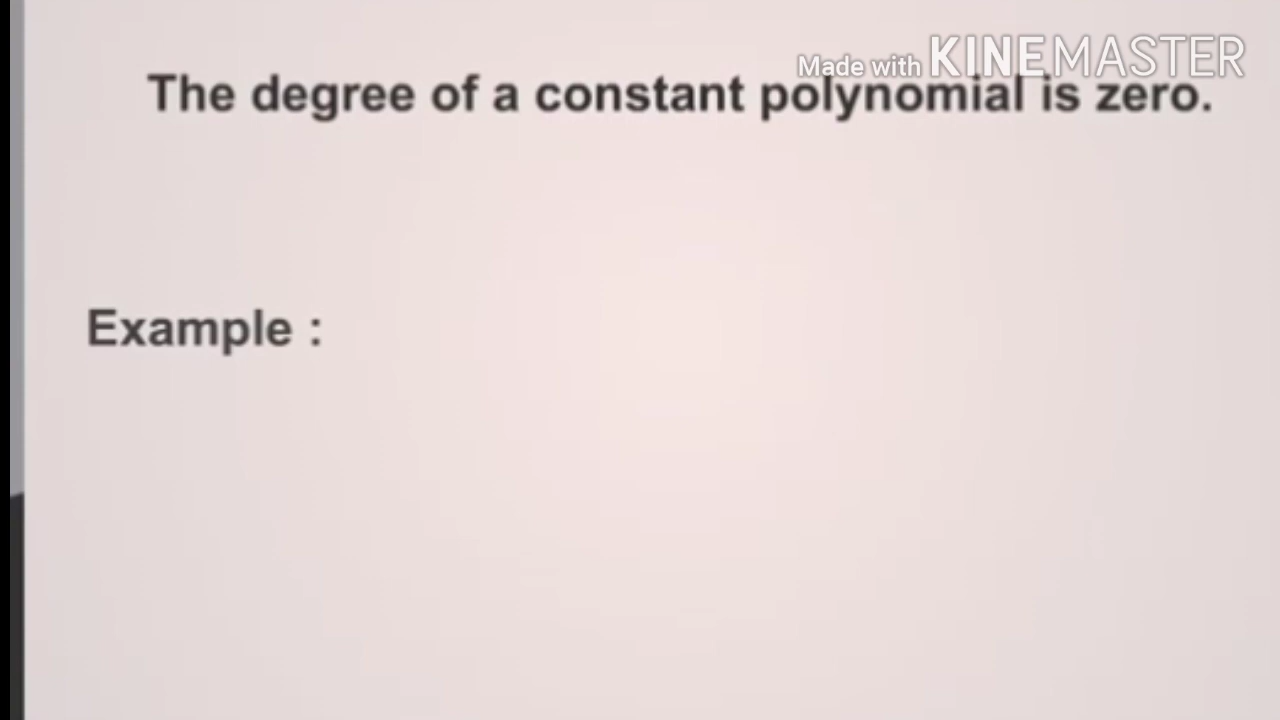 Made with KINEMASTER
The degree of a constant polynomial is zero.
Example :